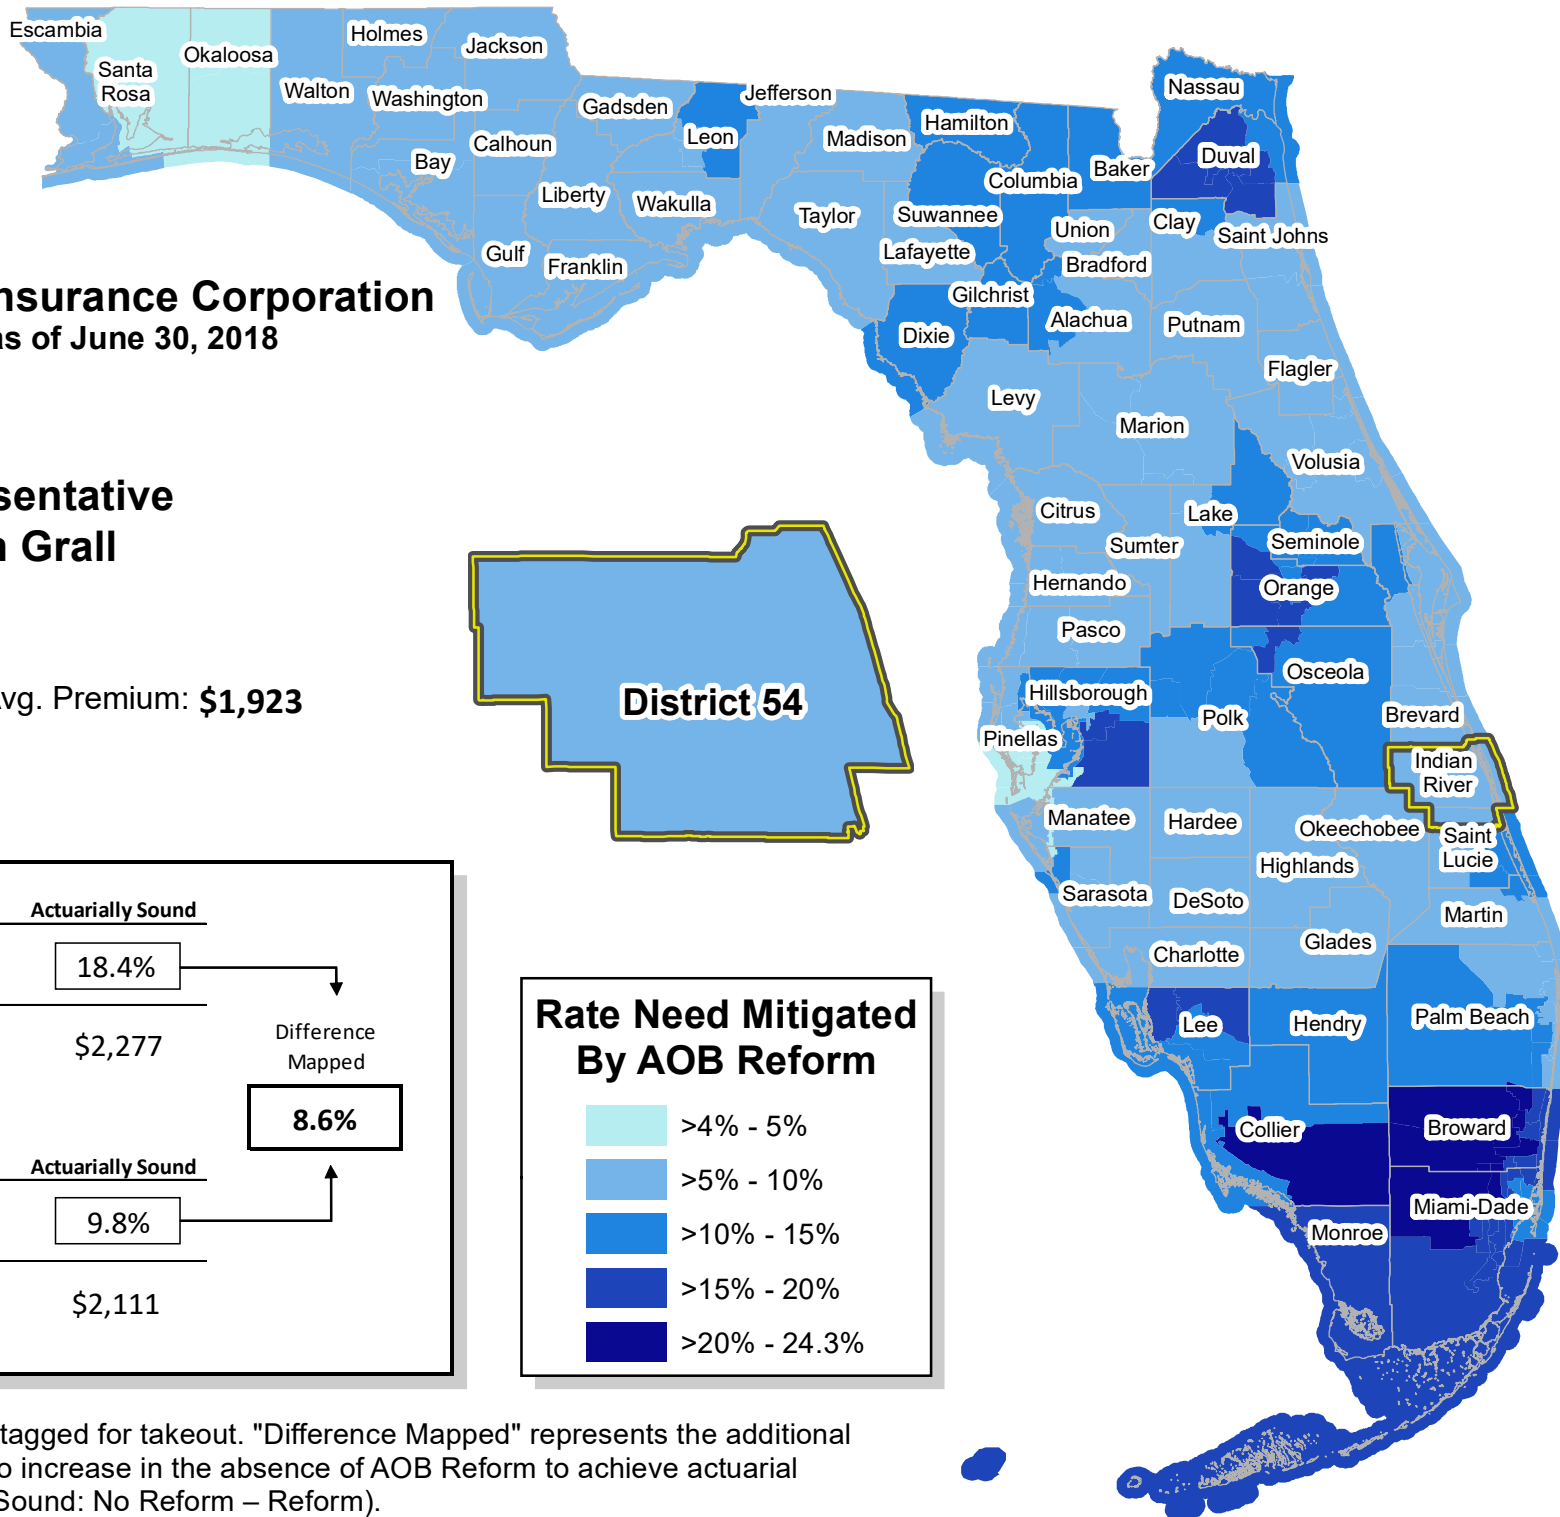 nsurance Corporation
as of June 30, 2018
sentative
n Grall
vg. Premium: $1,923
District 54
Actuarially Sound
18.4%
$2,277
Difference
Mapped
8.6%
Actuarially Sound
9.8%
$2,111
Rate Need Mitigated
By AOB Reform
>4% - 5%
>5% - 10%
>10% - 15%
>15% - 20%
>20% - 24.3%
tagged for takeout. "Difference Mapped" represents the additional
o increase in the absence of AOB Reform to achieve actuarial
Sound: No Reform – Reform).
Escambia
Santa
Rosa
Okaloosa
Holmes
Jackson
Walton
Washington
Gadsden
Jefferson
Leon
Madison
Hamilton
Nassau
Bay
Calhoun
Liberty
Wakulla
Gulf
Franklin
Taylor
Suwannee
Columbia
Baker
Duval
Lafayette
Union
Clay
Saint Johns
Bradford
Gilchrist
Dixie
Alachua
Putnam
Flagler
Levy
Marion
Volusia
Citrus
Lake
Sumter
Seminole
Hernando
Orange
Pasco
Osceola
Hillsborough
Polk
Brevard
Pinellas
Indian
River
Manatee
Hardee
Okeechobee
Saint
Lucie
Highlands
Sarasota
DeSoto
Martin
Charlotte
Glades
Lee
Hendry
Palm Beach
Collier
Broward
Monroe
Miami-Dade